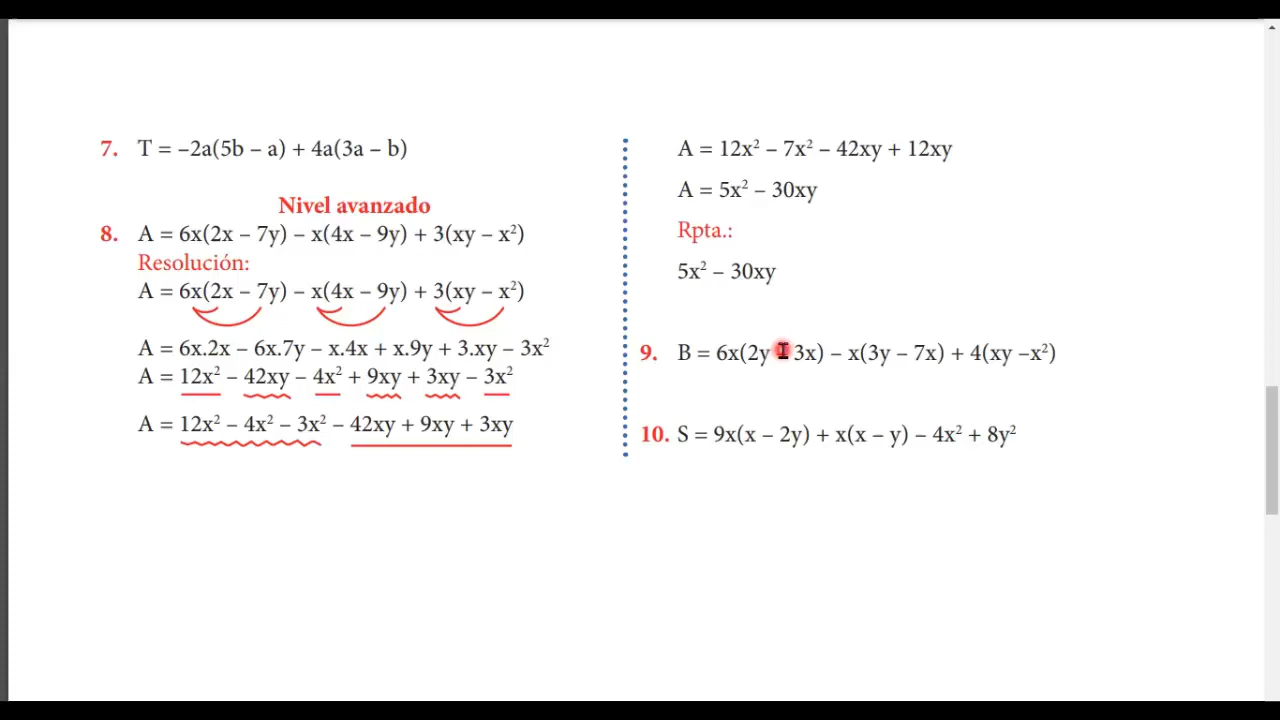 7. T = –2a(5b – a) + 4a(3a – b)
Nivel avanzado
8. A = 6x(2x – 7y) – x(4x – 9y) + 3(xy – x²)
Resolución:
A = 6x(2x – 7y) – x(4x – 9y) + 3(xy – x²)
A = 6x.2x – 6x.7y – x.4x + x.9y + 3.xy – 3x²
A = 12x² – 42xy – 4x² + 9xy + 3xy – 3x²
A = 12x² – 4x² – 3x² – 42xy + 9xy + 3xy
A = 12x² – 7x² – 42xy + 12xy
A = 5x² – 30xy
Rpta.:
5x² – 30xy
9. B = 6x(2y 3x) – x(3y – 7x) + 4(xy –x²)
10. S = 9x(x – 2y) + x(x – y) – 4x² + 8y²